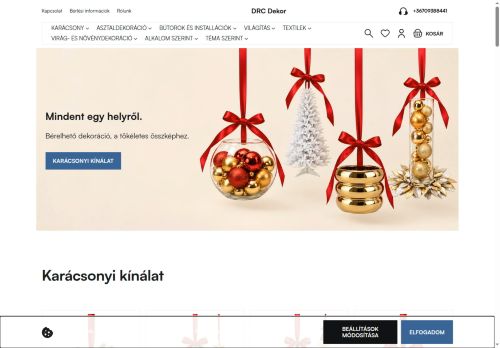 Kapcsolat Bérlési információk Rólunk DRC Dekor +36709388441
KARÁCSONY ASZTALDEKORÁCIÓ BÚTOROK ÉS INSTALLÁCIÓK VILÁGÍTÁS TEXTILEK
VIRÁG- ÉS NÖVÉNYDEKORÁCIÓ ALKALOM SZERINT TÉMA SZERINT
KOSÁR
Mindent egy helyről.
Bérelhető dekoráció, a tökéletes összképhez.
KARÁCSONYI KÍNÁLAT
Karácsonyi kínálat
BEÁLLÍTÁSOK
MÓDOSÍTÁSA
ELFOGADOM